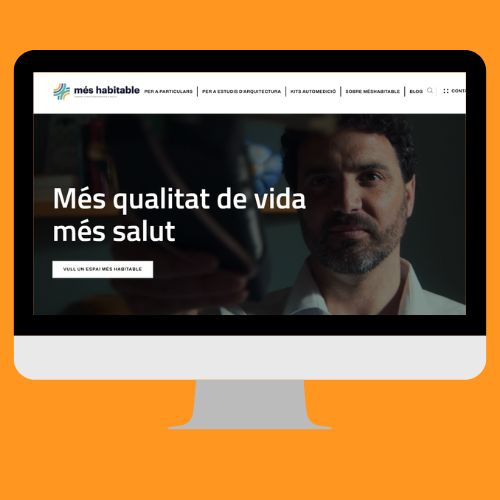 més habitable
PER A PARTICULARS
PER A ESTUDIS D'ARQUITECTURA
KITS AUTOMEDICIÓ
SOBRE MÉSHABITABLE
BLOG
CONT
Més qualitat de vida
més salut
VULL UN ESPAI MÉS HABITABLE